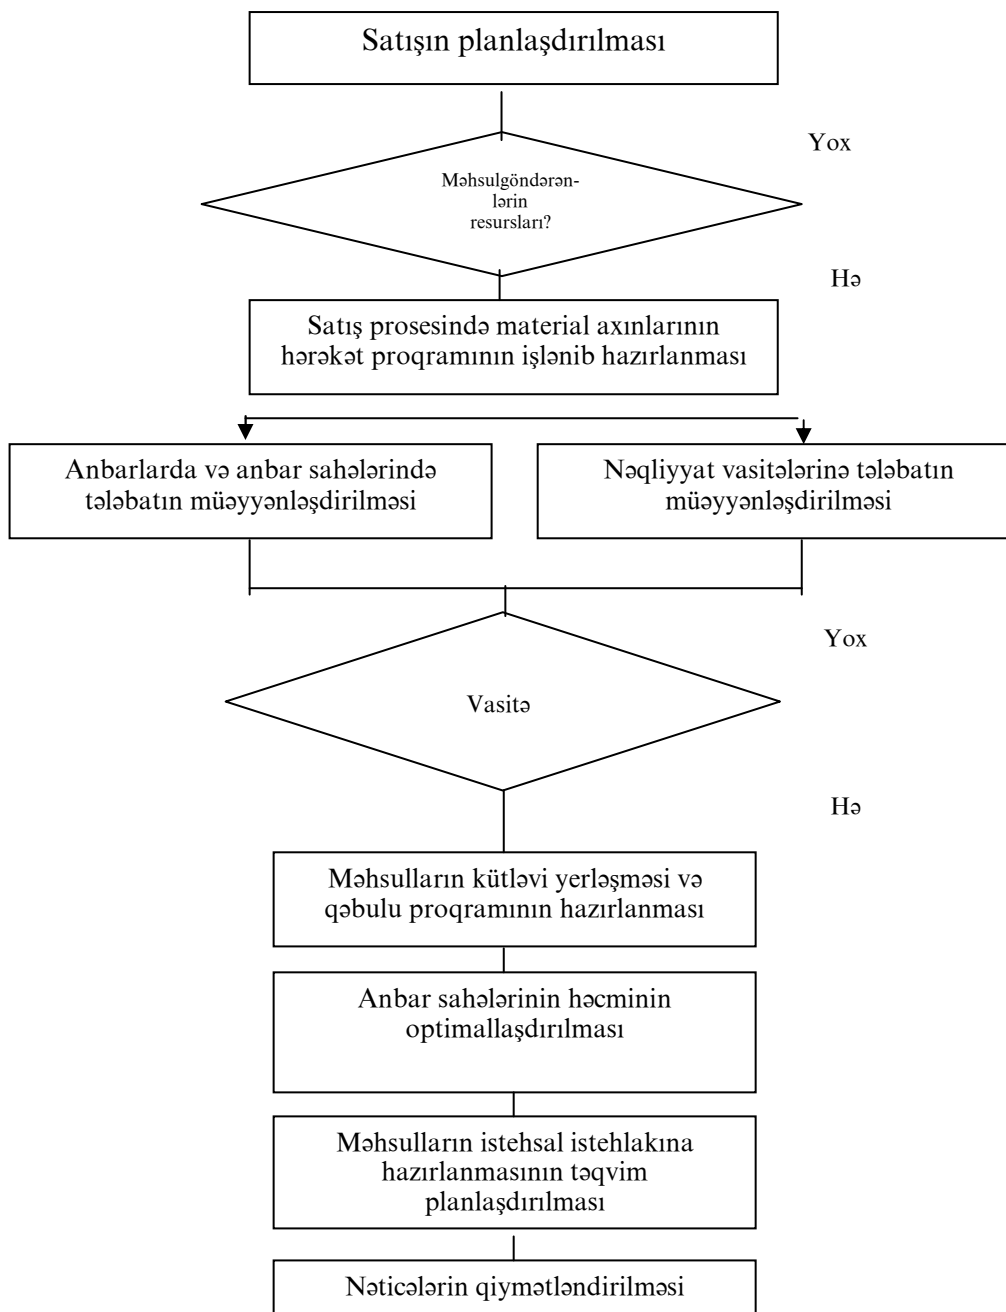 Satışın planlaşdırılması
Yox
Məhsulgöndərən-
lərin
resursları?
Hə
Satış prosesində material axınlarının
hərəkət proqramının işlənib hazırlanması
Anbarlarda və anbar sahələrində
tələbatın müəyyənləşdirilməsi
Nəqliyyat vasitələrinə tələbatın
müəyyənləşdirilməsi
Yox
Vasitə
Hə
Məhsulların kütləvi yerləşməsi və
qəbulu proqramının hazırlanması
Anbar sahələrinin həcminin
optimallaşdırılması
Məhsulların istehsal istehlakına
hazırlanmasının təqvim
planlaşdırılması
Nəticələrin qiymətləndirilməsi